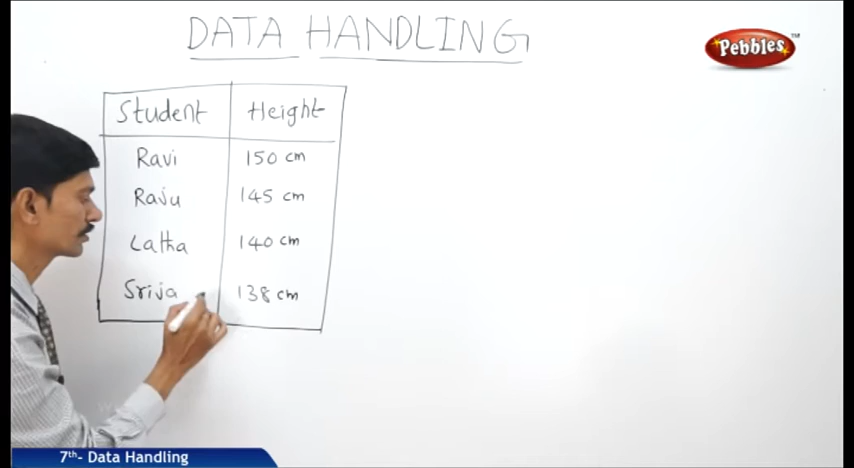 DATA HANDLING
Pebbles™
Student Height
Ravi 150 cm
Raju 145 cm
Latha 140 cm
Srija 138 cm
7th- Data Handling